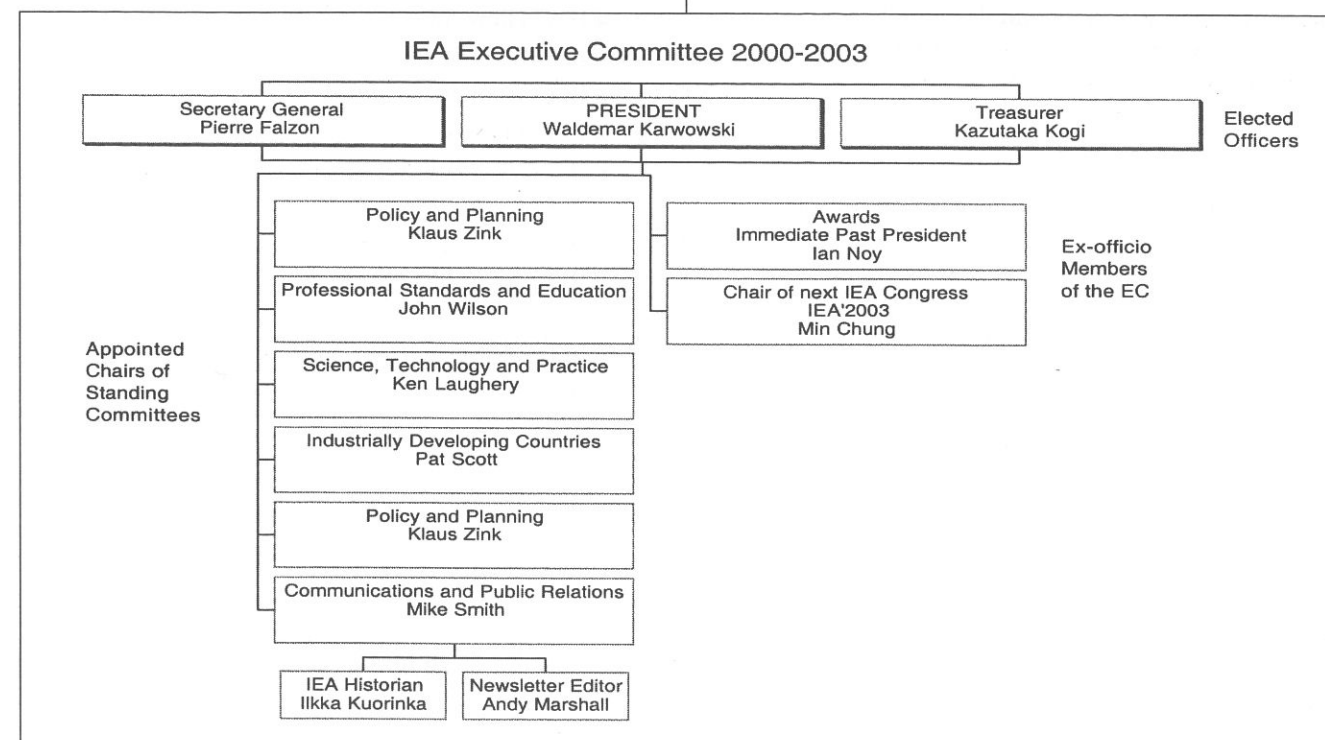 IEA Executive Committee 2000-2003
Secretary General
Pierre Falzon
PRESIDENT
Waldemar Karwowski
Treasurer
Kazutaka Kogi
Elected
Officers
Policy and Planning
Klaus Zink
Professional Standards and Education
John Wilson
Science, Technology and Practice
Ken Laughery
Industrially Developing Countries
Pat Scott
Policy and Planning
Klaus Zink
Communications and Public Relations
Mike Smith
Appointed
Chairs of
Standing
Committees
Awards
Immediate Past President
Ian Noy
Chair of next IEA Congress
IEA'2003
Min Chung
Ex-officio
Members
of the EC
IEA Historian
Ilkka Kuorinka
Newsletter Editor
Andy Marshall